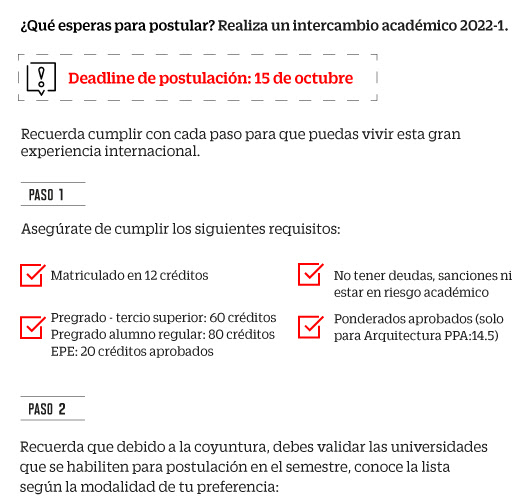 ¿Qué esperas para postular? Realiza un intercambio académico 2022-1.
Deadline de postulación: 15 de octubre
Recuerda cumplir con cada paso para que puedas vivir esta gran
experiencia internacional.
PASO 1
Asegúrate de cumplir los siguientes requisitos:
Matriculado en 12 créditos
No tener deudas, sanciones ni
estar en riesgo académico
Pregrado - tercio superior: 60 créditos
Pregrado alumno regular: 80 créditos
EPE: 20 créditos aprobados
Ponderados aprobados (solo
para Arquitectura PPA:14.5)
PASO 2
Recuerda que debido a la coyuntura, debes validar las universidades
que se habiliten para postulación en el semestre, conoce la lista
según la modalidad de tu preferencia: